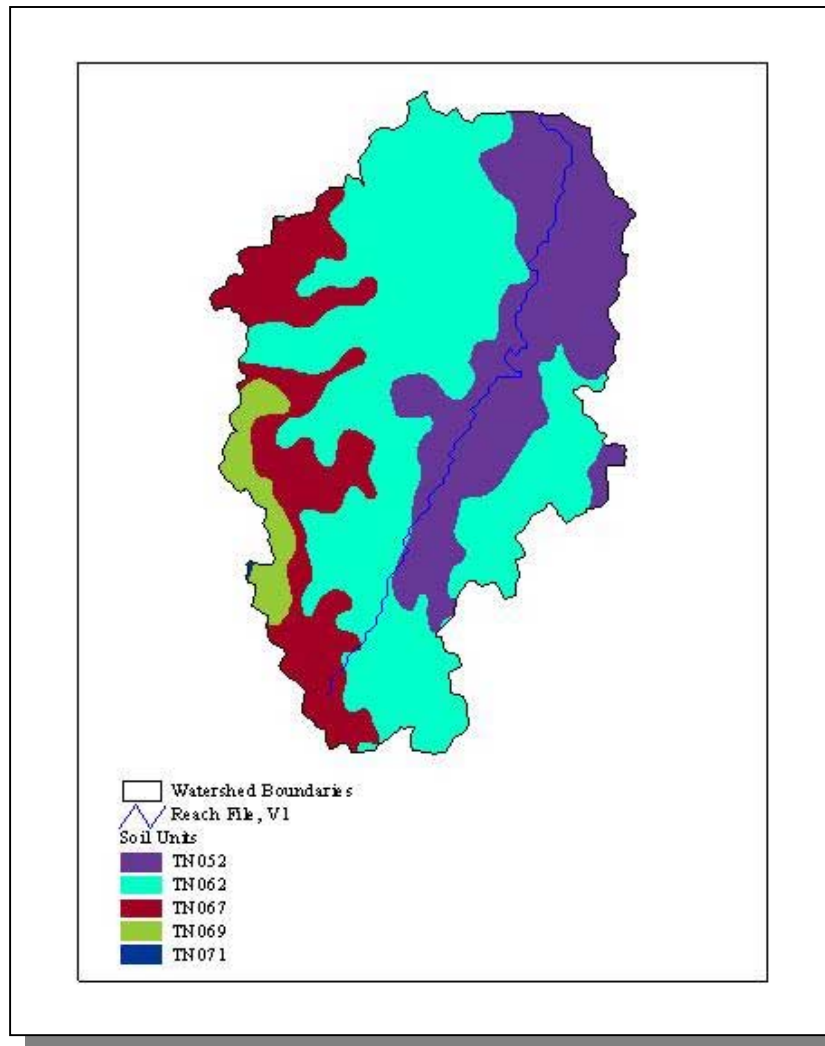 Watershed Boundaries
Reach File, V1
Soil Units
TN052
TN062
TN067
TN069
TN071